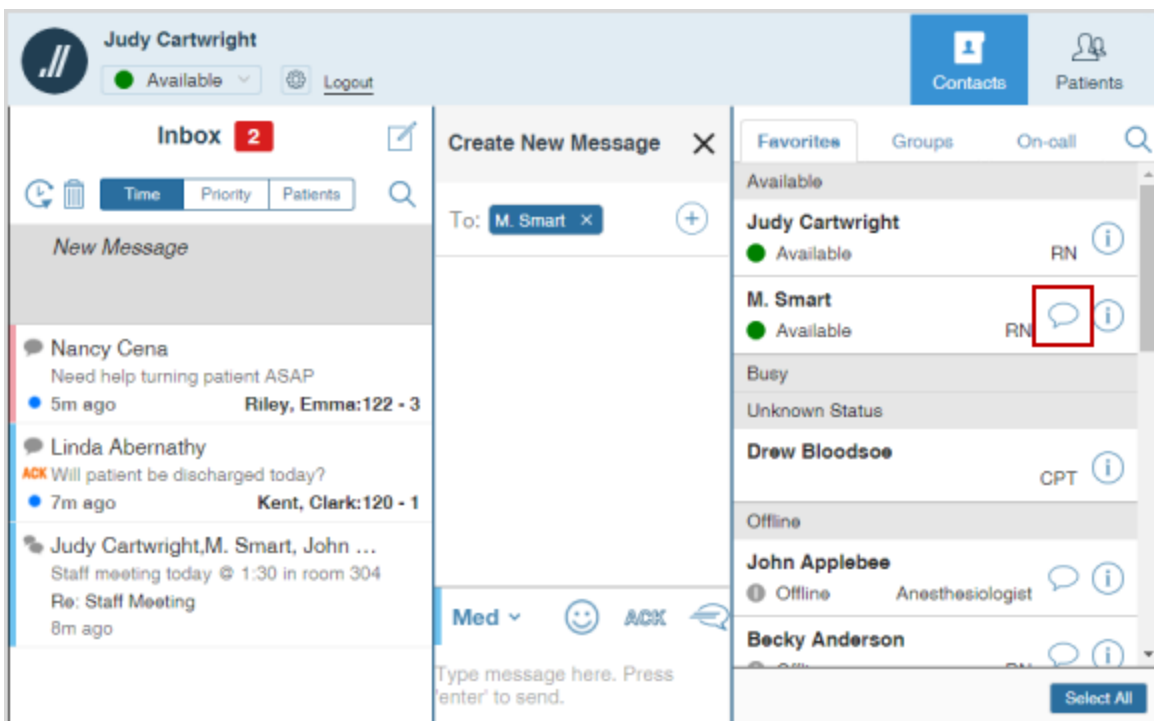 Judy Cartwright
Available
Logout
Contacts
Patients
Inbox 2
Time Priority Patients
New Message
Nancy Cena
Need help turning patient ASAP
5m ago Riley, Emma:122 - 3
Linda Abernathy
ACK Will patient be discharged today?
7m ago Kent, Clark:120 - 1
Judy Cartwright,M. Smart, John ...
Staff meeting today @ 1:30 in room 304
Re: Staff Meeting
8m ago
Create New Message
To: M. Smart ×
Med
ACK
Type message here. Press
'enter' to send.
Favorites Groups On-call
Available
Judy Cartwright
Available RN
M. Smart
Available RN
Busy
Unknown Status
Drew Bloodsoe
CPT
Offline
John Applebee
Offline Anesthesiologist
Becky Anderson
Select All